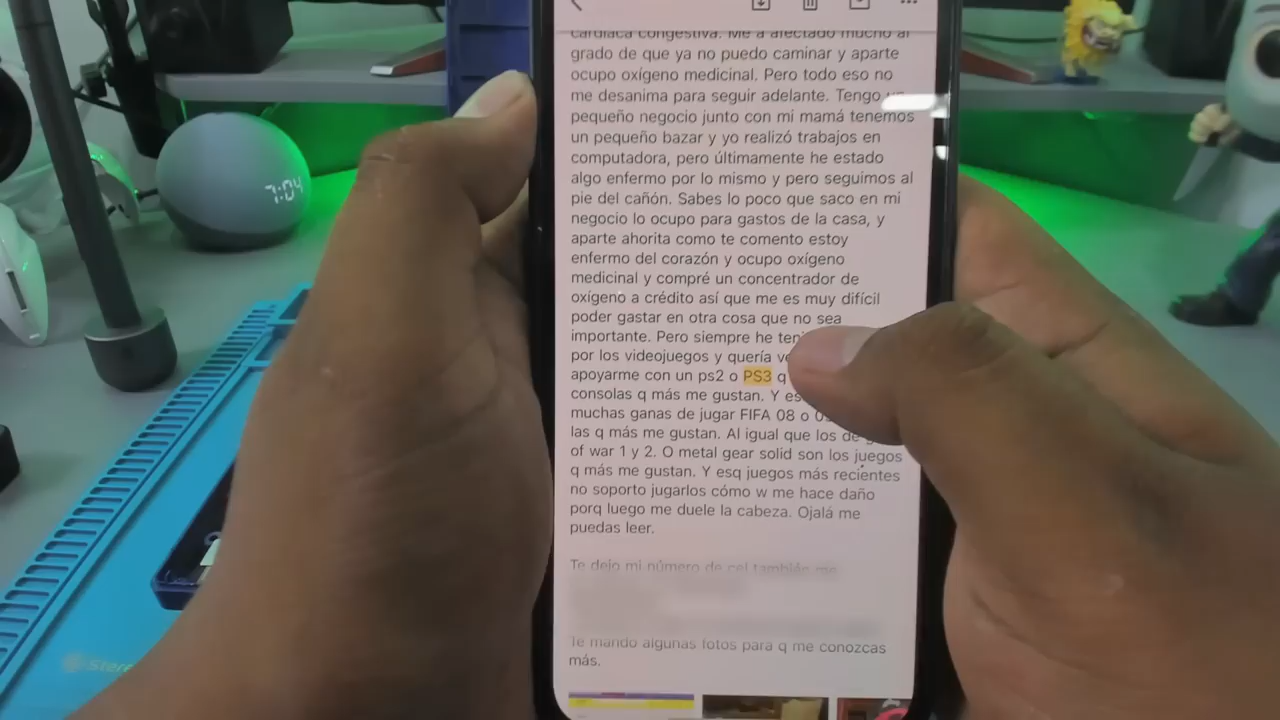 7:04
cardiaca congestiva. Me a afectado mucho al
grado de que ya no puedo caminar y aparte
ocupo oxígeno medicinal. Pero todo eso no
me desanima para seguir adelante. Tengo
pequeño negocio junto con mi mamá tenemos
un pequeño bazar y yo realizó trabajos en
computadora, pero últimamente he estado
algo enfermo por lo mismo y pero seguimos al
pie del cañón. Sabes lo poco que saco en mi
negocio lo ocupo para gastos de la casa, y
aparte ahorita como te comento estoy
enfermo del corazón y ocupo oxígeno
medicinal y compré un concentrador de
oxígeno a crédito así que me es muy difícil
poder gastar en otra cosa que no sea
importante. Pero siempre he
por los videojuegos y quería
apoyarme con un ps2 o PS3 q
consolas q más me gustan. Y
muchas ganas de jugar FIFA 08 o
las q más me gustan. Al igual que los
of war 1 y 2. O metal gear solid son los juegos
q más me gustan. Y esq juegos más recientes
no soporto jugarlos cómo w me hace daño
porq luego me duele la cabeza. Ojalá me
puedas leer.
Te dejo mi número de cel también me
Te mando algunas fotos para q me conozcas
más.